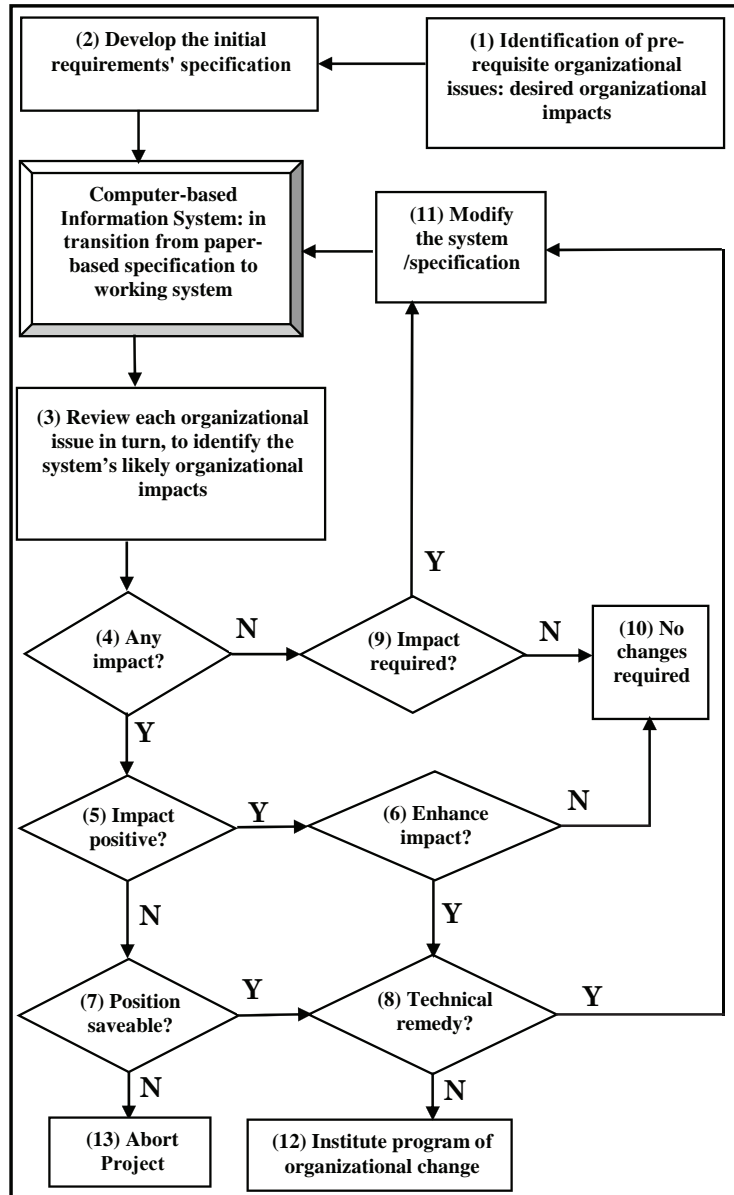 (2) Develop the initial
requirements' specification
(1) Identification of pre-
requisite organizational
issues: desired organizational
impacts
Computer-based
Information System: in
transition from paper-
based specification to
working system
(11) Modify
the system
/specification
(3) Review each organizational
issue in turn, to identify the
system’s likely organizational
impacts
Y
(4) Any
impact?
N
(9) Impact
required?
N
(10) No
changes
required
Y
(5) Impact
positive?
Y
(6) Enhance
impact?
N
N
Y
(7) Position
saveable?
Y
(8) Technical
remedy?
Y
N
N
(13) Abort
Project
(12) Institute program of
organizational change